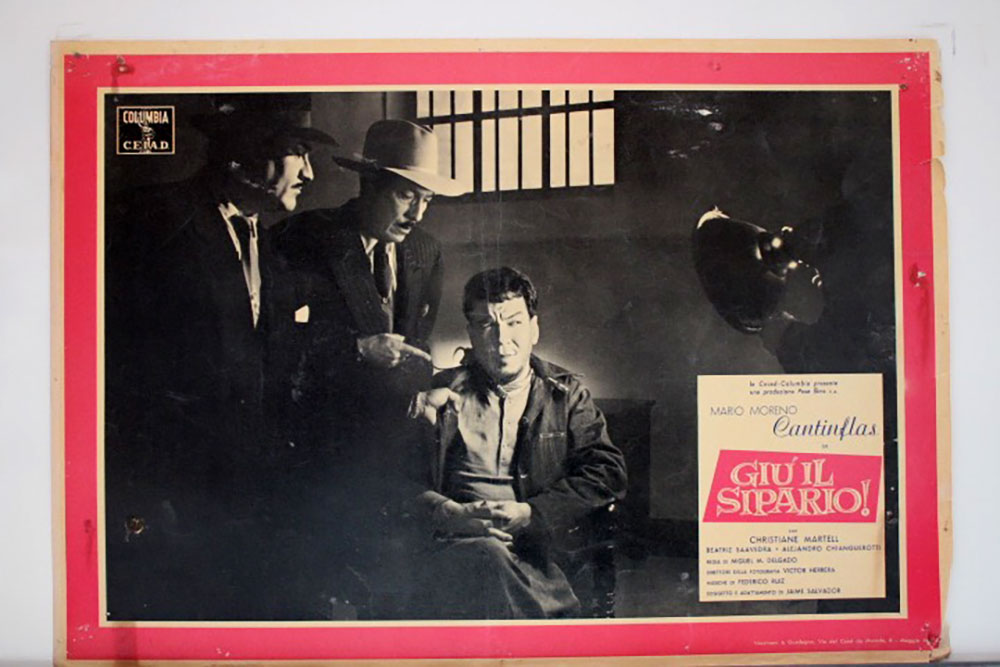 COLUMBIA
C.E.I.A.D.
la Ceiad-Columbia presenta
una produzione Posa Films s.a.
MARIO MORENO
Cantinflas
in
GIU' IL
SIPARIO!
con
CHRISTIANE MARTELL
BEATRIZ SAAVEDRA - ALEJANDRO CHIANGUEROTTI
REGIA DI MIGUEL M. DELGADO
DIRETTORE DELLA FOTOGRAFIA VICTOR HERRERA
MUSICHE DI FEDERICO RUIZ
SOGGETTO E ADATTAMENTO DI JAIME SALVADOR